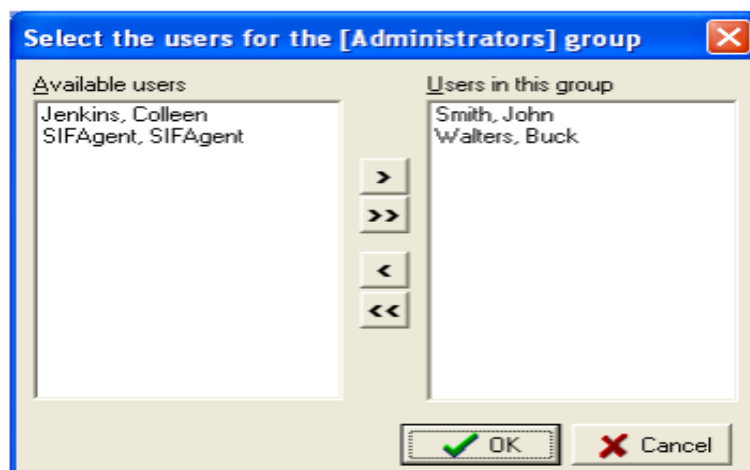 Select the users for the [Administrators] group
Available users
Jenkins, Colleen
SIFAgent, SIFAgent
>
>>
<
<<
Users in this group
Smith, John
Walters, Buck
OK
Cancel